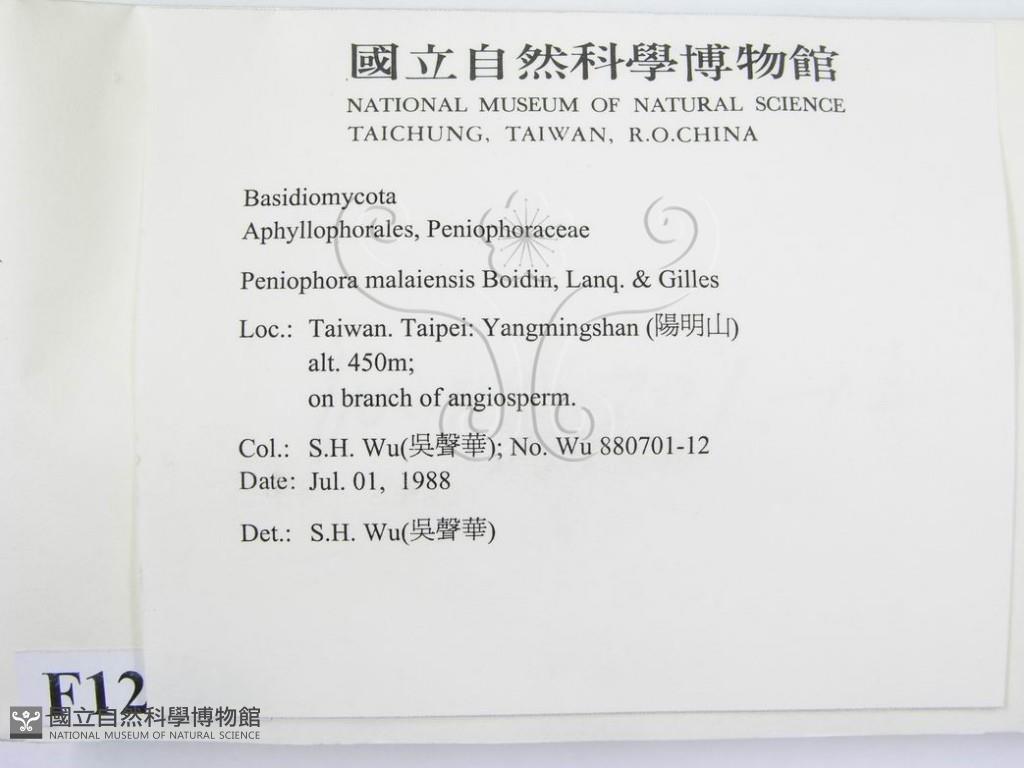 國立自然科學博物館
NATIONAL MUSEUM OF NATURAL SCIENCE
TAICHUNG, TAIWAN, R.O.CHINA
Basidiomycota
Aphyllophorales, Peniophoraceae
Peniophora malaiensis Boidin, Lanq. & Gilles
Loc.: Taiwan. Taipei: Yangmingshan (陽明山)
alt. 450m;
on branch of angiosperm.
Col.: S.H. Wu(吳聲華); No. Wu 880701-12
Date: Jul. 01, 1988
Det.: S.H. Wu(吳聲華)
F12
國立自然科學博物館
NATIONAL MUSEUM OF NATURAL SCIENCE